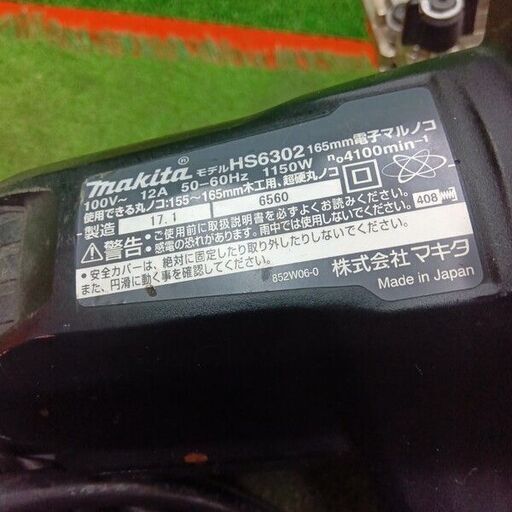 makita® モデル HS6302 165mm電子マルノコ
100V~ 12A 50-60Hz 1150W n₀4100min⁻¹
使用できる丸ノコ:155~165mm木工用、超硬丸ノコ
製造 17.1 6560
408
⚠警告:・ご使用前に取扱説明書を必ずよくお読みください。
・感電の恐れがあります。雨中では使用しないでください。
・安全カバーは、絶対に固定したり取り外したりしないでください。
また、円滑に動く事を確認してください。
852W06-0
株式会社マキタ
Made in Japan